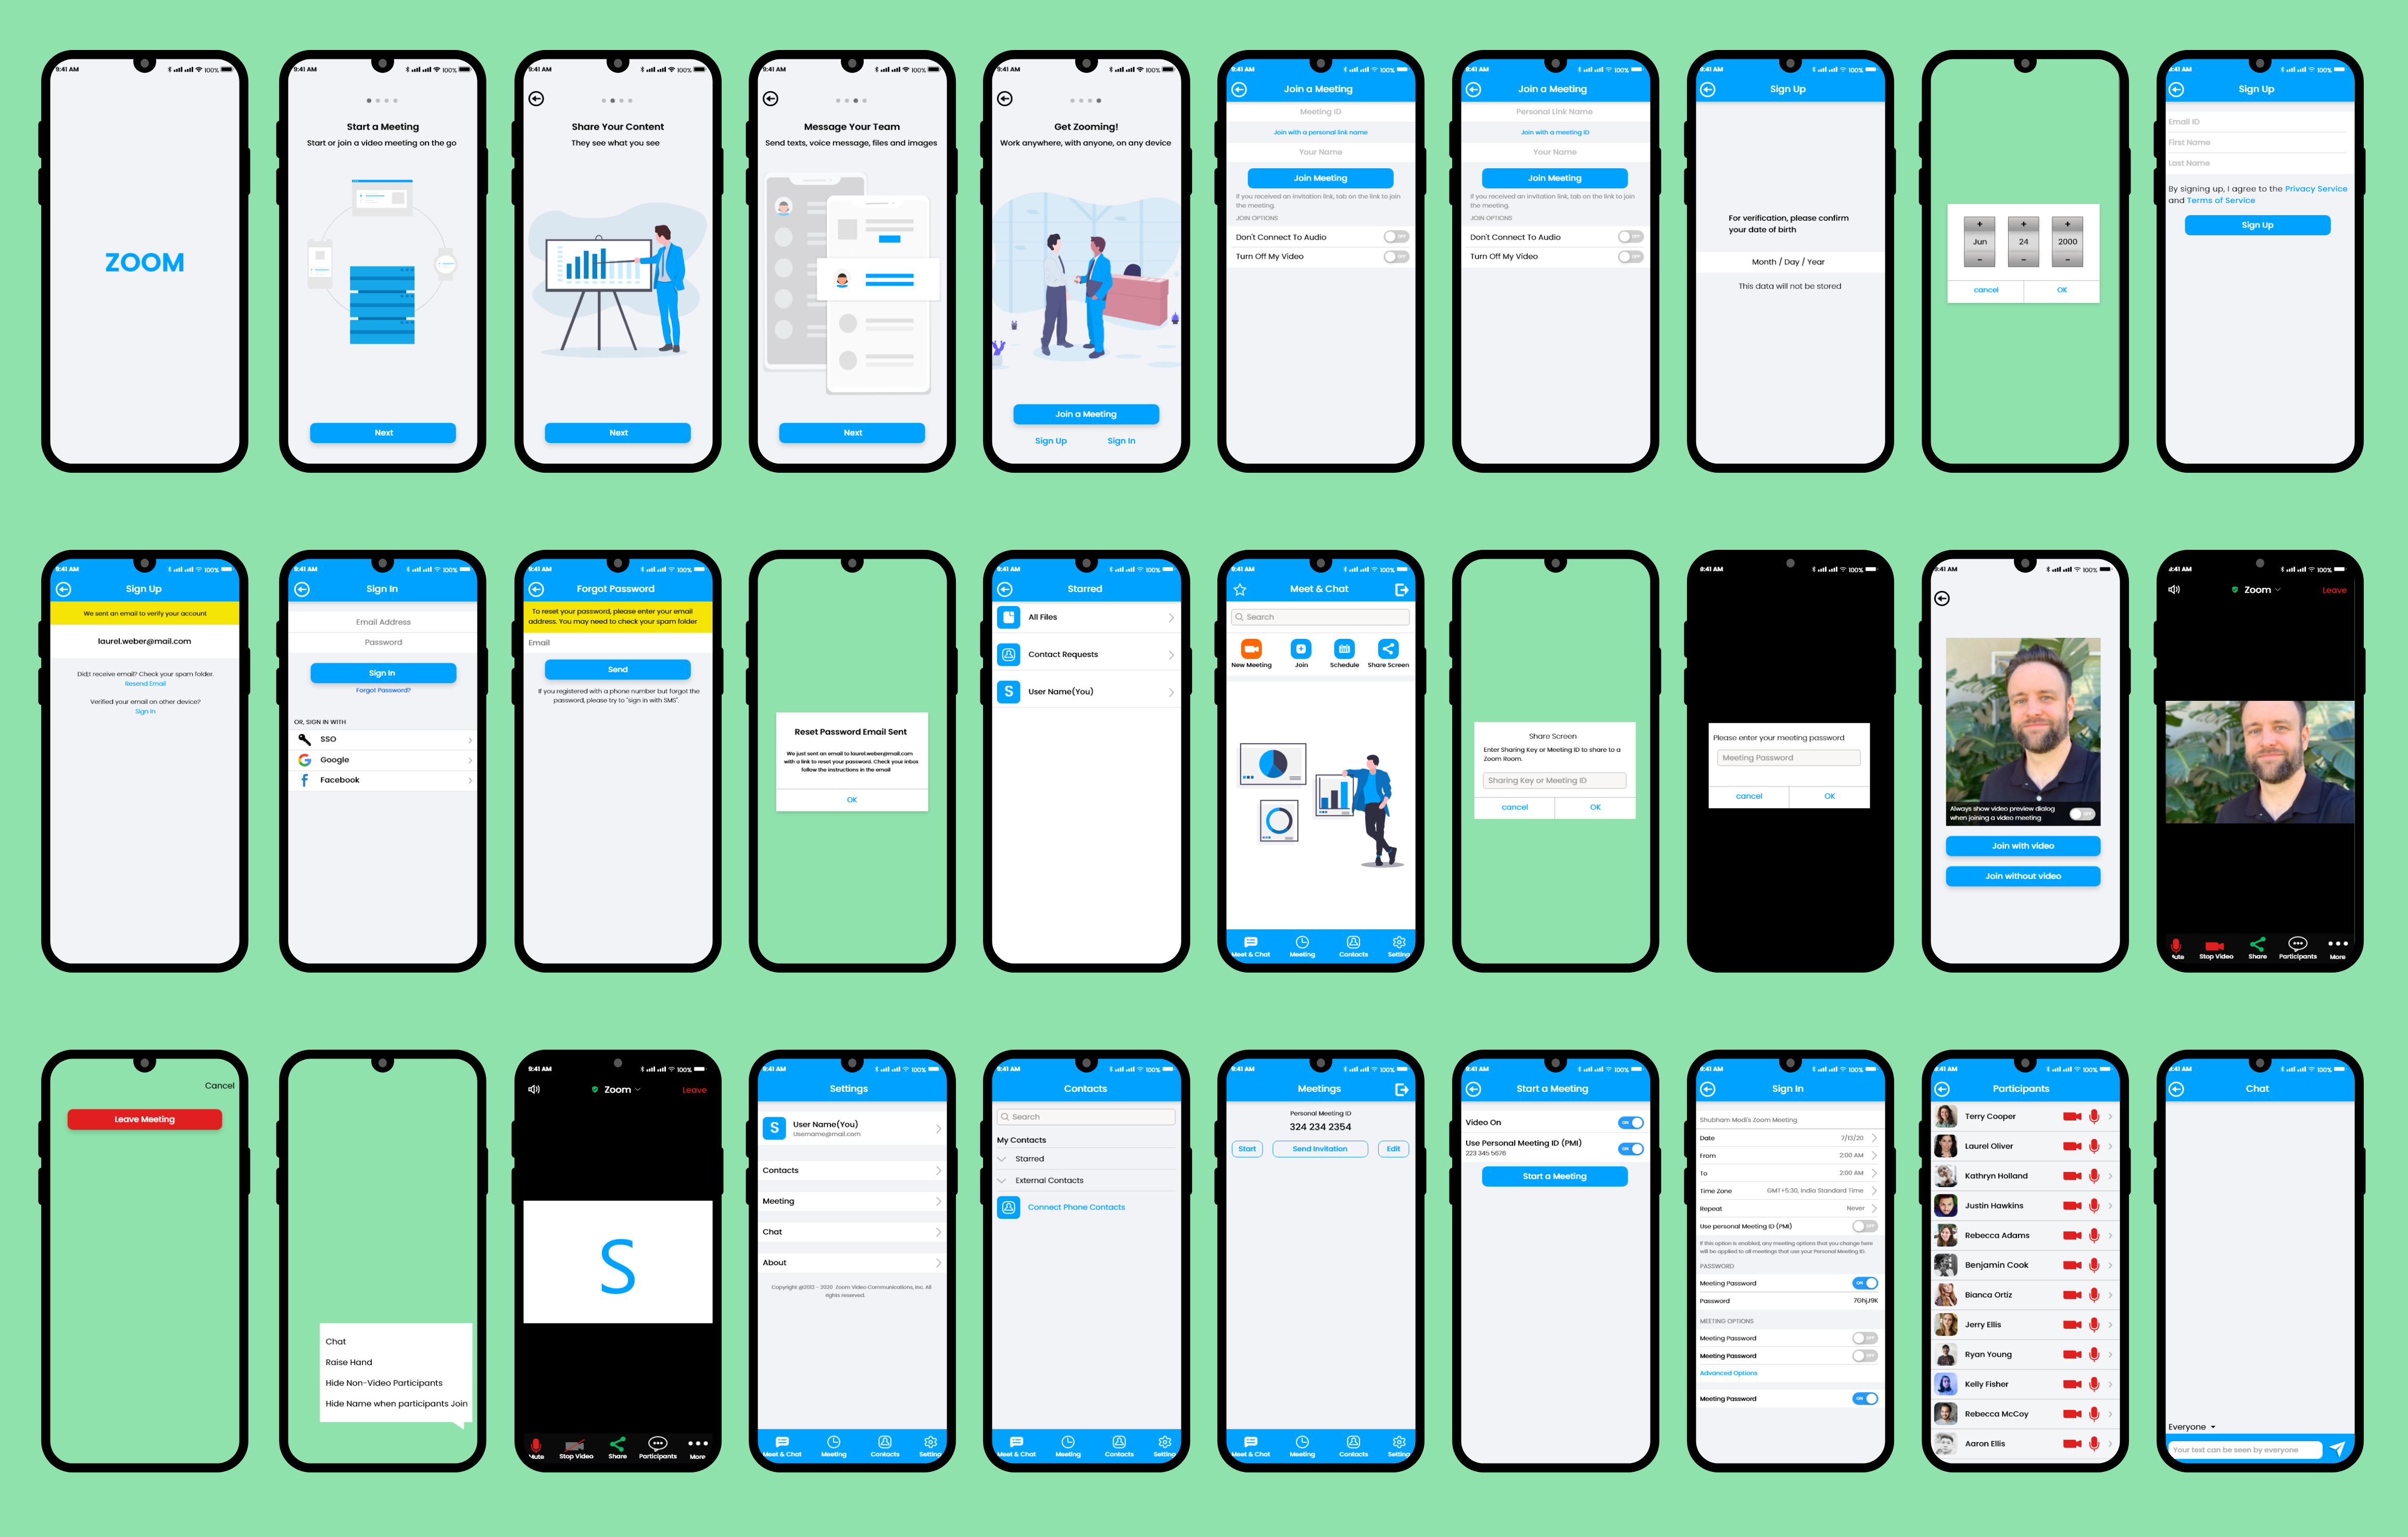 9:41 AM
100%
ZOOM
9:41 AM
100%
Start a Meeting
Start or join a video meeting on the go
Next
9:41 AM
100%
Share Your Content
They see what you see
Next
9:41 AM
100%
Message Your Team
Send texts, voice message, files and images
Next
9:41 AM
100%
Get Zooming!
Work anywhere, with anyone, on any device
Join a Meeting
Sign Up
Sign In
9:41 AM
100%
Join a Meeting
Meeting ID
Join with a personal link name
Your Name
Join Meeting
If you received an invitation link, tab on the link to join
the meeting.
JOIN OPTIONS
Don't Connect To Audio
OFF
Turn Off My Video
OFF
9:41 AM
100%
Join a Meeting
Personal Link Name
Join with a meeting ID
Your Name
Join Meeting
If you received an invitation link, tab on the link to join
the meeting.
JOIN OPTIONS
Don't Connect To Audio
OFF
Turn Off My Video
OFF
9:41 AM
100%
Sign Up
For verification, please confirm
your date of birth
Month / Day / Year
This data will not be stored
+ + +
Jun 24 2000
- - -
cancel
OK
9:41 AM
100%
Sign Up
Email ID
First Name
Last Name
By signing up, I agree to the Privacy Service
and Terms of Service
Sign Up
9:41 AM
100%
Sign Up
We sent an email to verify your account
laurel.weber@mail.com
Did;t receive email? Check your spam folder.
Resend Email
Verified your email on other device?
Sign In
9:41 AM
100%
Sign In
Email Address
Password
Sign In
Forgot Password?
OR, SIGN IN WITH
SSO
Google
Facebook
9:41 AM
100%
Forgot Password
To reset your password, please enter your email
address. You may need to check your spam folder
Email
Send
If you registered with a phone number but forgot the
password, please try to "sign in with SMS".
Reset Password Email Sent
We just sent an email to laurel.weber@mail.com
with a link to reset your password. Check your inbox
follow the instructions in the email
OK
9:41 AM
100%
Starred
All Files
Contact Requests
S
User Name(You)
9:41 AM
100%
Meet & Chat
Search
New Meeting
Join
Schedule
Share Screen
Meet & Chat
Meeting
Contacts
Setting
Share Screen
Enter Sharing Key or Meeting ID to share to a
Zoom Room.
Sharing Key or Meeting ID
cancel
OK
9:41 AM
100%
Please enter your meeting password
Meeting Password
cancel
OK
9:41 AM
100%
Always show video preview dialog
when joining a video meeting
OFF
Join with video
Join without video
9:41 AM
100%
Zoom
Leave
Mute
Stop Video
Share
Participants
More
Cancel
Leave Meeting
Chat
Raise Hand
Hide Non-Video Participants
Hide Name when participants Join
9:41 AM
100%
Zoom
Leave
S
Mute
Stop Video
Share
Participants
More
9:41 AM
100%
Settings
S
User Name(You)
Username@mail.com
Contacts
Meeting
Chat
About
Copyright @2012 - 2020 Zoom Video Communications, Inc. All
rights reserved.
Meet & Chat
Meeting
Contacts
Setting
9:41 AM
100%
Contacts
Search
My Contacts
Starred
External Contacts
Connect Phone Contacts
Meet & Chat
Meeting
Contacts
Setting
9:41 AM
100%
Meetings
Personal Meeting ID
324 234 2354
Start
Send Invitation
Edit
Meet & Chat
Meeting
Contacts
Setting
9:41 AM
100%
Start a Meeting
Video On
ON
Use Personal Meeting ID (PMI)
223 345 5676
ON
Start a Meeting
9:41 AM
100%
Sign In
Shubham Modi's Zoom Meeting
Date 7/13/20
From 2:00 AM
To 2:00 AM
Time Zone GMT+5:30, India Standard Time
Repeat Never
Use personal Meeting ID (PMI) OFF
If this option is enabled, any meeting options that you change here
will be applied to all meetings that use your Personal Meeting ID.
PASSWORD
Meeting Password ON
Password 7GhjJ9K
MEETING OPTIONS
Meeting Password OFF
Meeting Password OFF
Advanced Options
Meeting Password ON
9:41 AM
100%
Participants
Terry Cooper
Laurel Oliver
Kathryn Holland
Justin Hawkins
Rebecca Adams
Benjamin Cook
Bianca Ortiz
Jerry Ellis
Ryan Young
Kelly Fisher
Rebecca McCoy
Aaron Ellis
9:41 AM
100%
Chat
Everyone
Your text can be seen by everyone